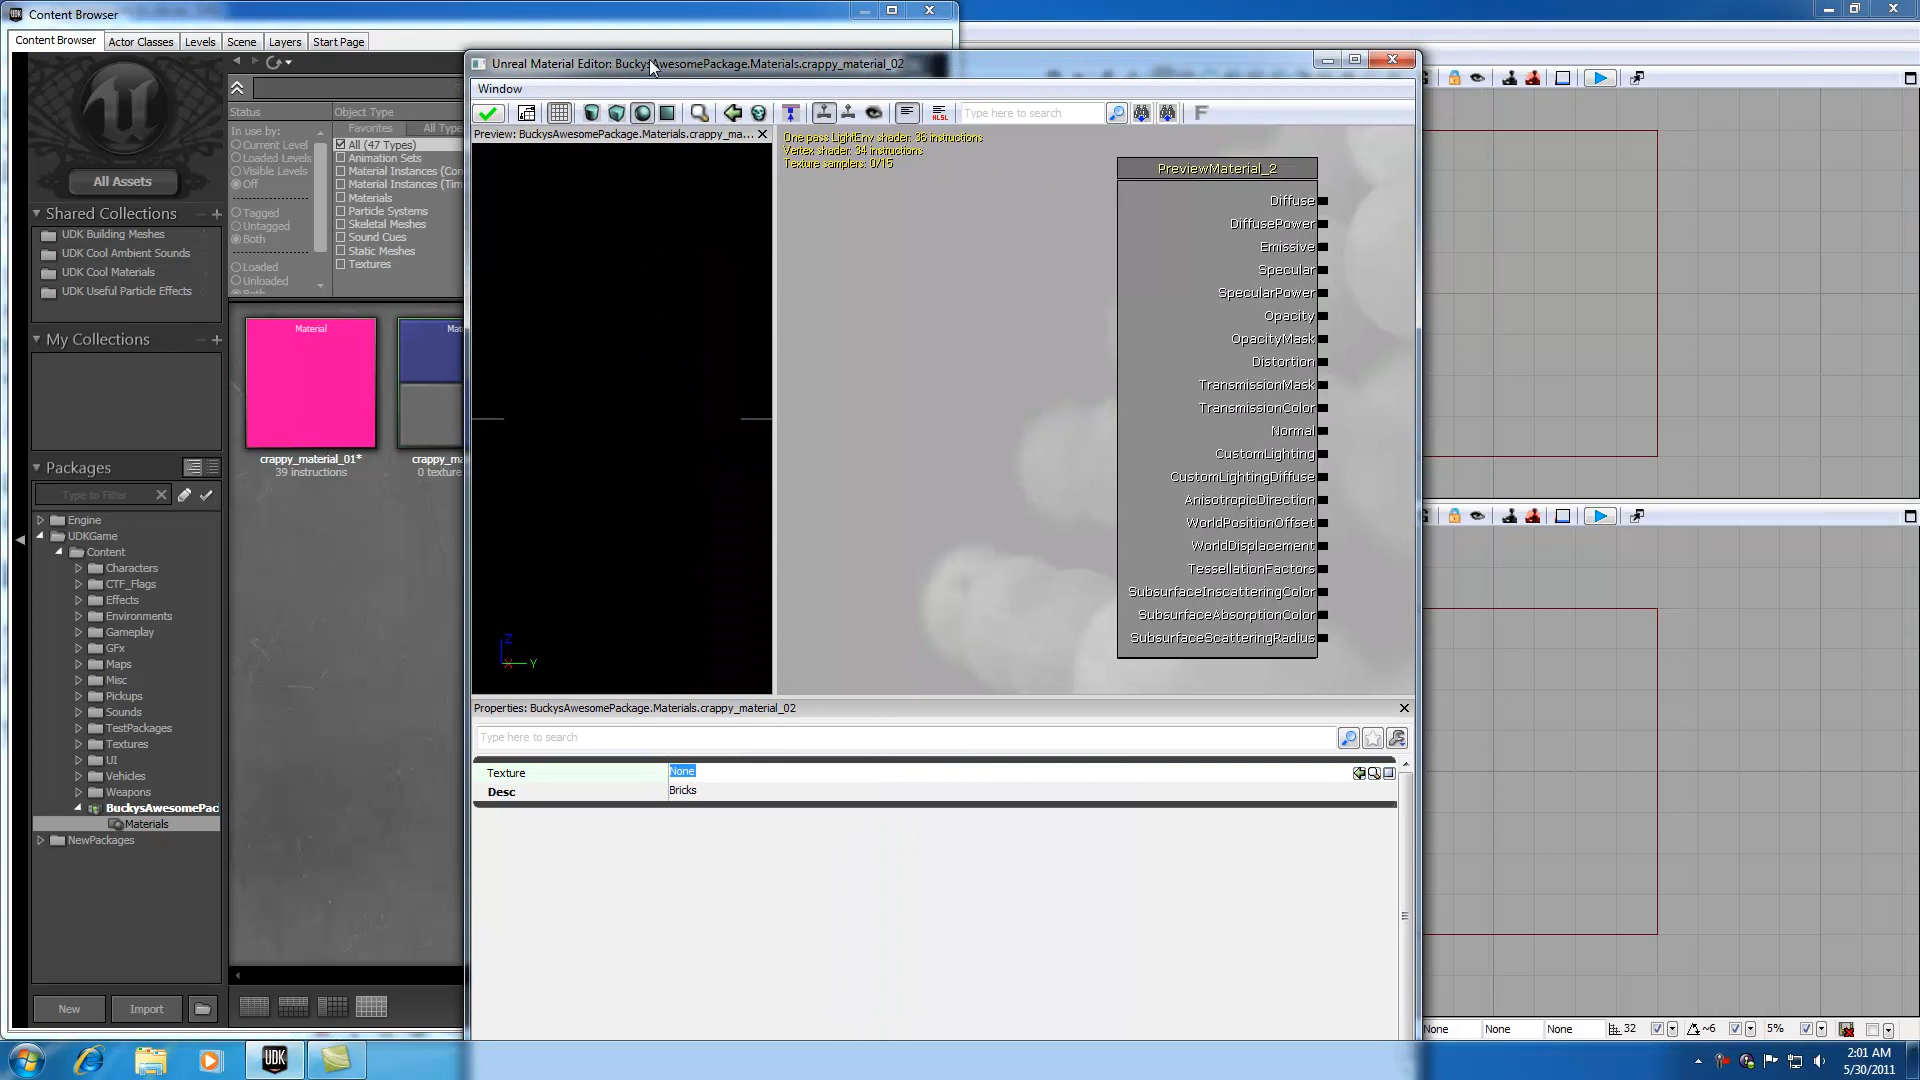 Content Browser
Content Browser Actor Classes Levels Scene Layers Start Page
All Assets
Shared Collections
UDK Building Meshes
UDK Cool Ambient Sounds
UDK Cool Materials
UDK Useful Particle Effects
My Collections
Packages
Type to Filter
Engine
UDKGame
Content
Characters
CTF_Flags
Effects
Environments
Gameplay
GFx
Maps
Misc
Pickups
Sounds
TestPackages
Textures
UI
Vehicles
Weapons
BuckysAwesomePac
Materials
NewPackages
New Import
Status
In use by:
Current Level
Loaded Levels
Visible Levels
Off
Tagged
Untagged
Both
Loaded
Unloaded
Object Type
Favorites All Type
All (47 Types)
Animation Sets
Material Instances (Con
Material Instances (Tim
Materials
Particle Systems
Skeletal Meshes
Sound Cues
Static Meshes
Textures
Material
crappy_material_01*
39 instructions
Mat
crappy_ma
0 texture
Unreal Material Editor: BuckysAwesomePackage.Materials.crappy_material_02
Window
HLSL
Type here to search
F
Preview: BuckysAwesomePackage.Materials.crappy_ma...
Z
X Y
One pass LightEnv shader: 36 instructions
Vertex shader: 34 instructions
Texture samplers: 0/15
PreviewMaterial_2
Diffuse
DiffusePower
Emissive
Specular
SpecularPower
Opacity
OpacityMask
Distortion
TransmissionMask
TransmissionColor
Normal
CustomLighting
CustomLightingDiffuse
AnisotropicDirection
WorldPositionOffset
WorldDisplacement
TessellationFactors
SubsurfaceInscatteringColor
SubsurfaceAbsorptionColor
SubsurfaceScatteringRadius
Properties: BuckysAwesomePackage.Materials.crappy_material_02
Type here to search
Texture None
Desc Bricks
None None None 32 ~6 5%
UDK
2:01 AM
5/30/2011